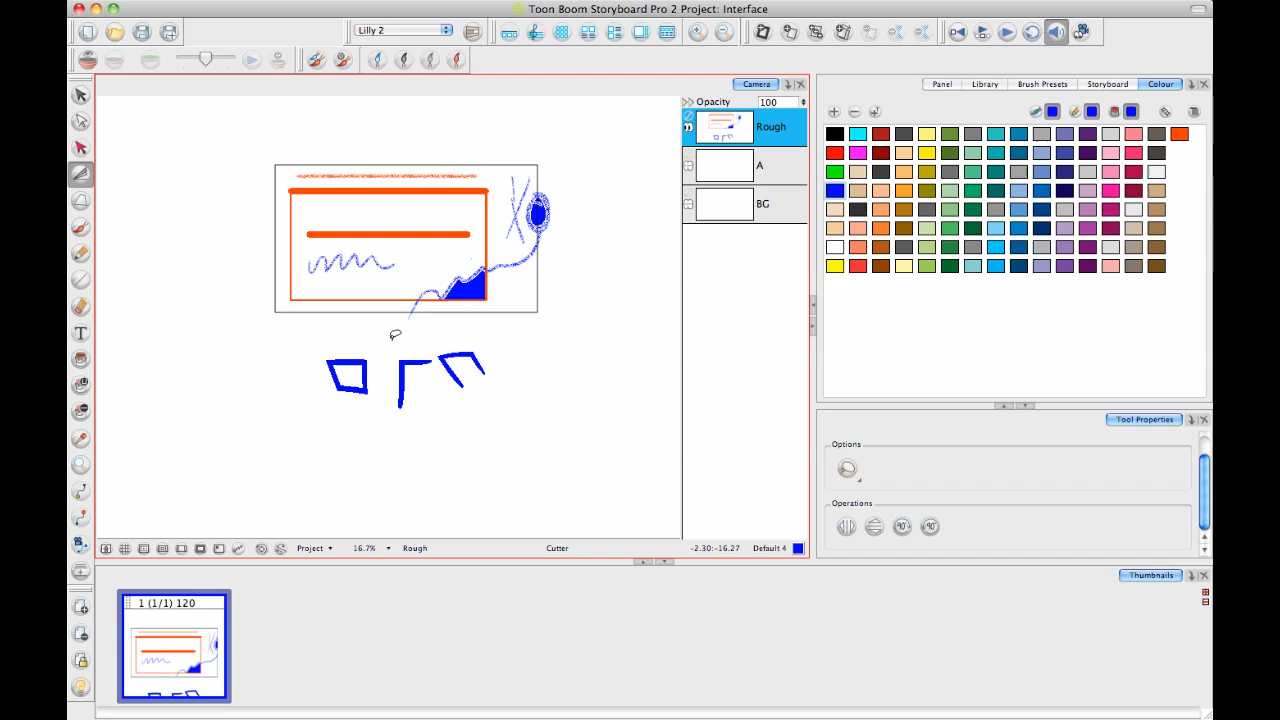 Toon Boom Storyboard Pro 2 Project: Interface
Lilly 2
Camera
Panel Library Brush Presets Storyboard Colour
Opacity 100
Rough
A
BG
Tool Properties
Options
Operations
90° 90°
T
Project 16.7% Rough Cutter -2.30:-16.27 Default 4
Thumbnails
1 (1/1) 120